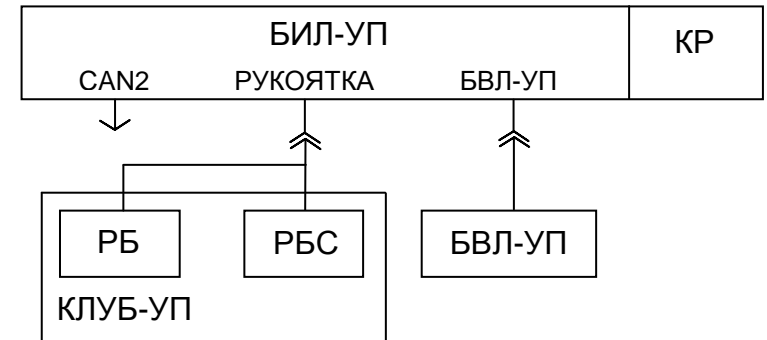 БИЛ-УП
КР
CAN2 РУКОЯТКА БВЛ-УП
РБ РБС БВЛ-УП
КЛУБ-УП